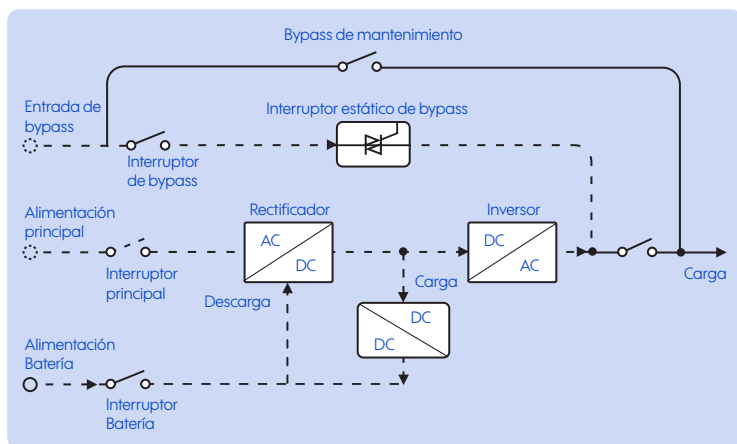 Bypass de mantenimiento
Entrada de
bypass
Interruptor estático de bypass
Interruptor
de bypass
Alimentación
principal
Rectificador
Inversor
AC
DC
DC
AC
Interruptor
principal
Descarga
Carga
Carga
DC
DC
Alimentación
Batería
Interruptor
Batería